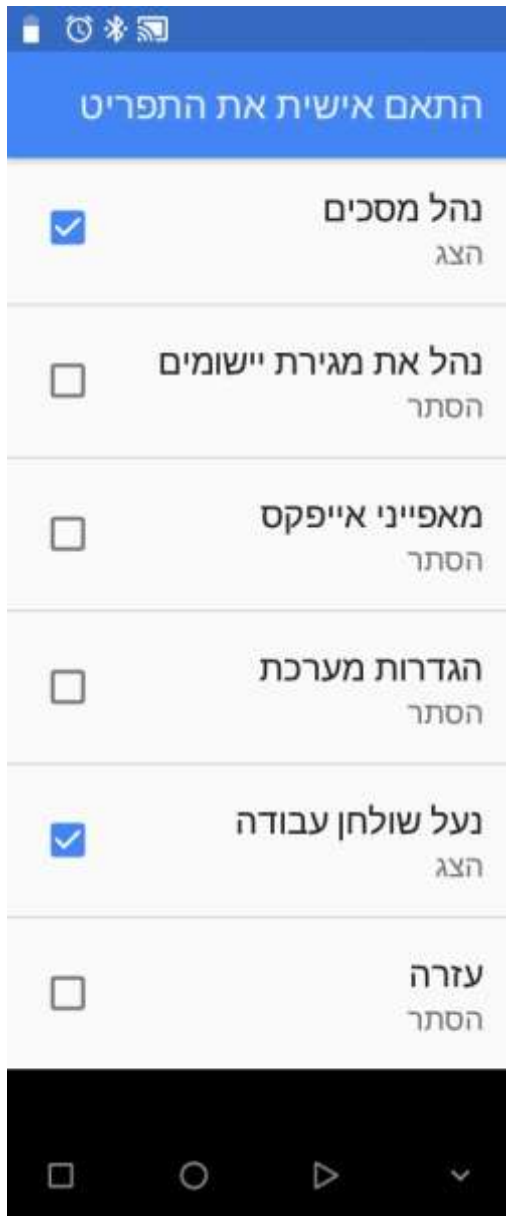 התאם אישית את התפריט
נהל מסכים
הצג
נהל את מגירת יישומים
הסתר
מאפייני אייפקס
הסתר
הגדרות מערכת
הסתר
נעל שולחן עבודה
הצג
עזרה
הסתר